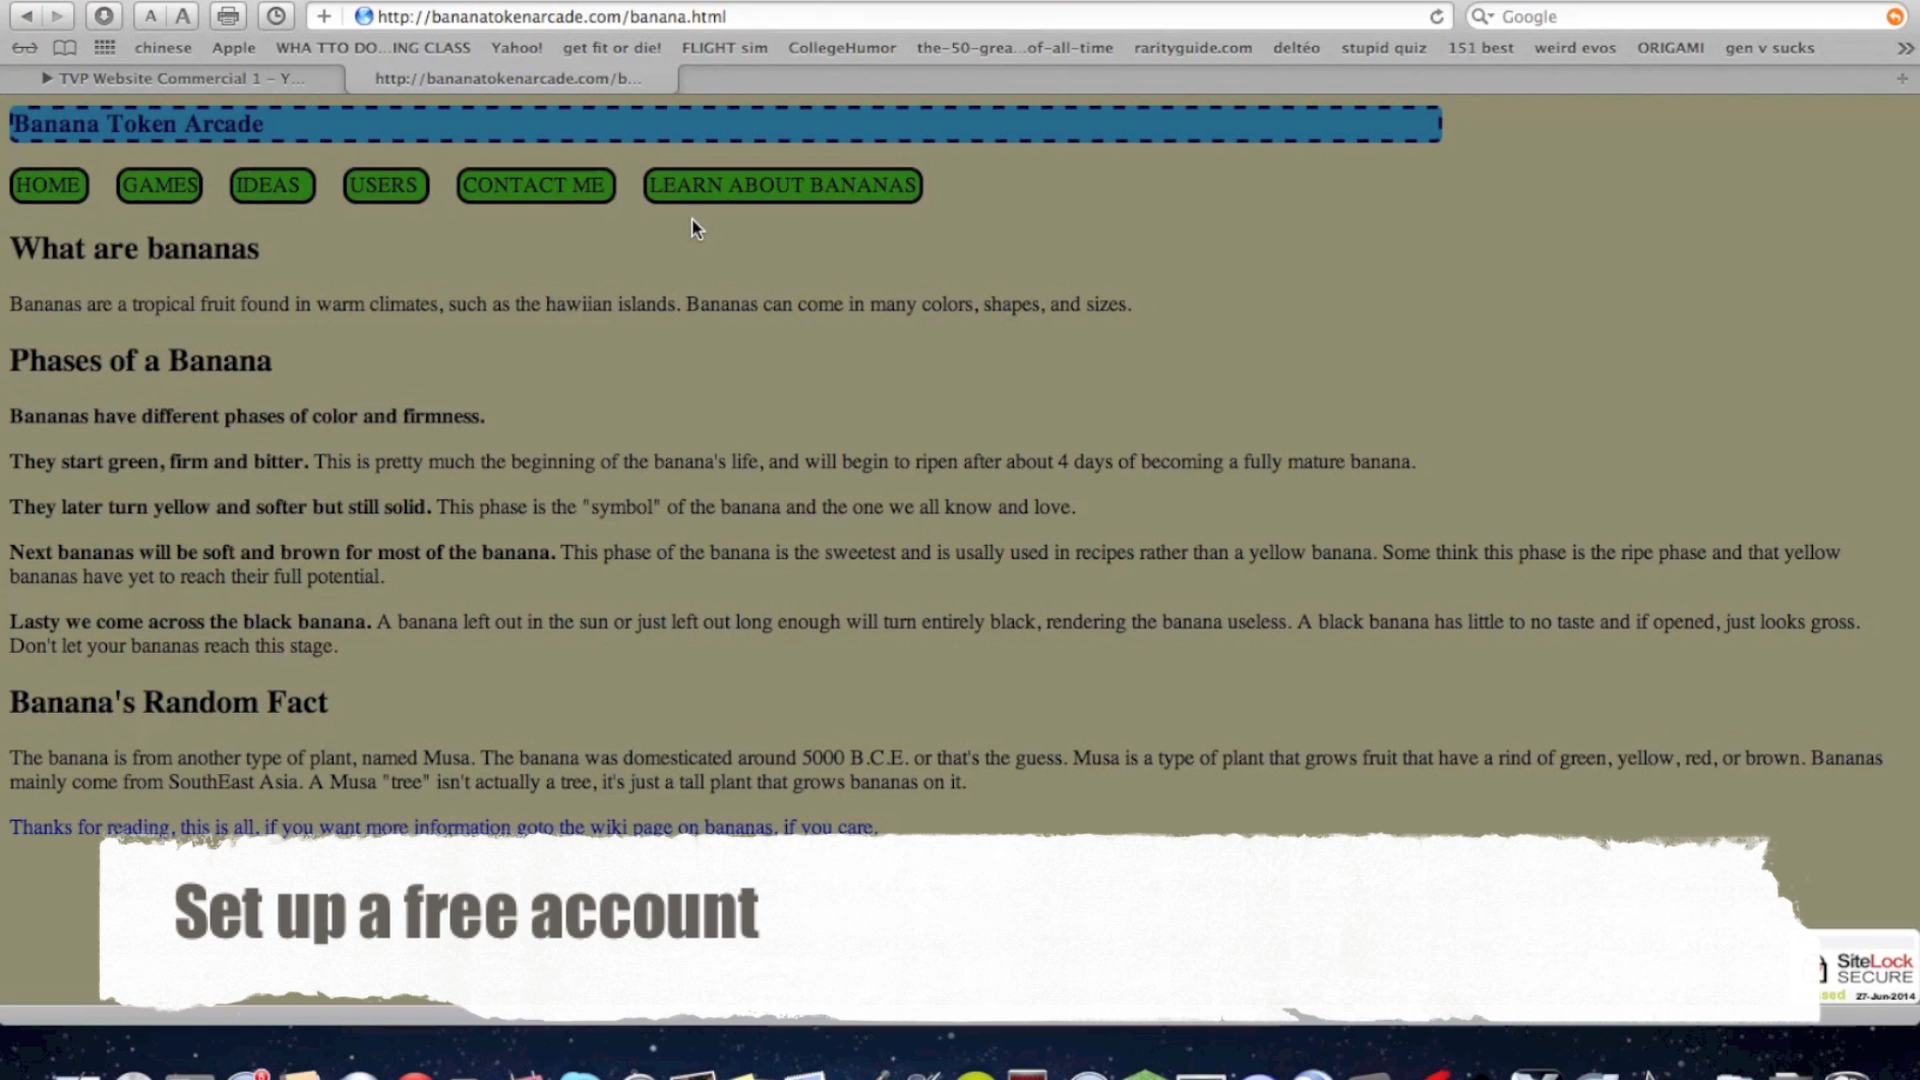 http://bananatokenarcade.com/banana.html
Google
A A
chinese Apple WHA TTO DO...ING CLASS Yahoo! get fit or die! FLIGHT sim CollegeHumor the-50-grea...of-all-time rarityguide.com deltéo stupid quiz 151 best weird evos ORIGAMI gen v sucks
TVP Website Commercial 1 – Y... http://bananatokenarcade.com/b...
Banana Token Arcade
HOME GAMES IDEAS USERS CONTACT ME LEARN ABOUT BANANAS
What are bananas
Bananas are a tropical fruit found in warm climates, such as the hawiian islands. Bananas can come in many colors, shapes, and sizes.
Phases of a Banana
Bananas have different phases of color and firmness.
They start green, firm and bitter. This is pretty much the beginning of the banana's life, and will begin to ripen after about 4 days of becoming a fully mature banana.
They later turn yellow and softer but still solid. This phase is the "symbol" of the banana and the one we all know and love.
Next bananas will be soft and brown for most of the banana. This phase of the banana is the sweetest and is usally used in recipes rather than a yellow banana. Some think this phase is the ripe phase and that yellow
bananas have yet to reach their full potential.
Lasty we come across the black banana. A banana left out in the sun or just left out long enough will turn entirely black, rendering the banana useless. A black banana has little to no taste and if opened, just looks gross.
Don't let your bananas reach this stage.
Banana's Random Fact
The banana is from another type of plant, named Musa. The banana was domesticated around 5000 B.C.E. or that's the guess. Musa is a type of plant that grows fruit that have a rind of green, yellow, red, or brown. Bananas
mainly come from SouthEast Asia. A Musa "tree" isn't actually a tree, it's just a tall plant that grows bananas on it.
Thanks for reading, this is all, if you want more information goto the wiki page on bananas, if you care.
Set up a free account
SiteLock
SECURE
27-Jun-2014